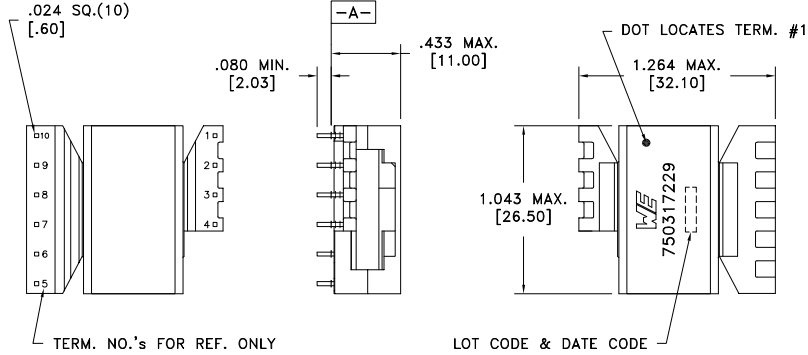 .024 SQ.(10)
[.60]
-A-
.080 MIN.
[2.03]
.433 MAX.
[11.00]
DOT LOCATES TERM. #1
1.264 MAX.
[32.10]
10
9
8
7
6
5
1
2
3
4
1.043 MAX.
[26.50]
WE
750317229
TERM. NO.'s FOR REF. ONLY
LOT CODE & DATE CODE